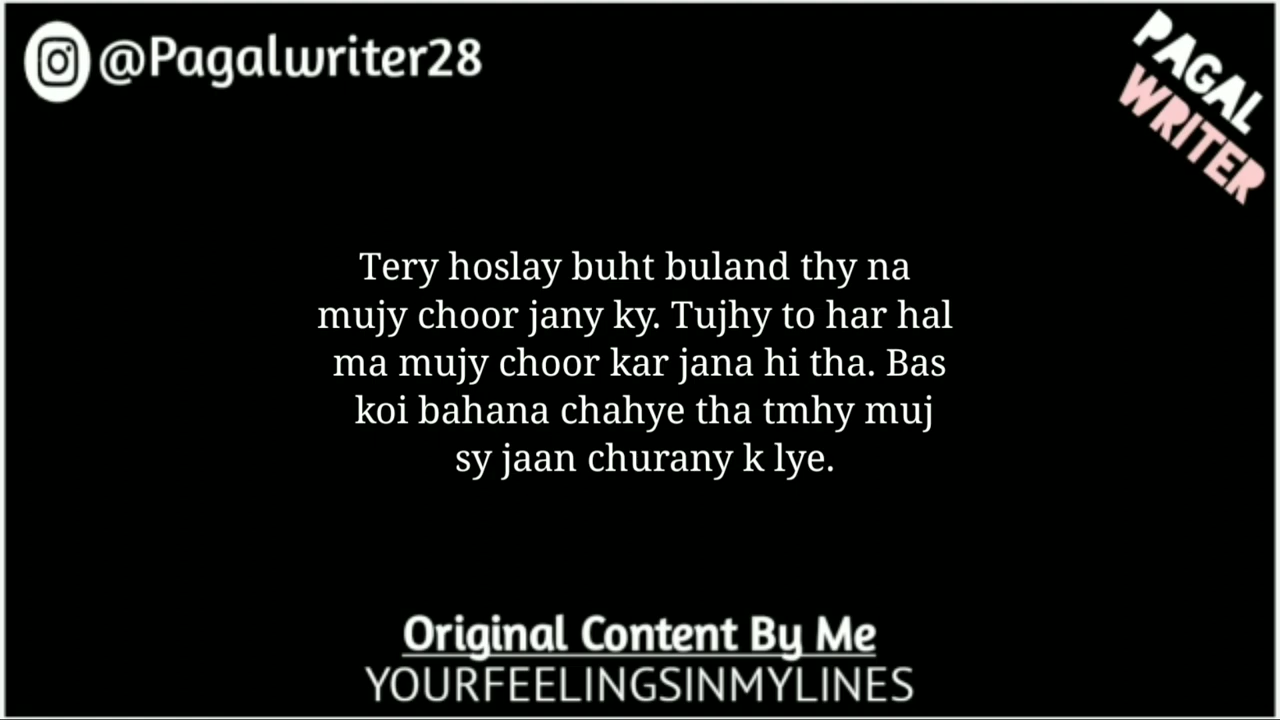 @Pagalwriter28
PAGAL
WRITER
Tery hoslay buht buland thy na
mujy choor jany ky. Tujhy to har hal
ma mujy choor kar jana hi tha. Bas
koi bahana chahye tha tmhy muj
sy jaan churany k lye.
Original Content By Me
YOURFEELINGSINMYLINES